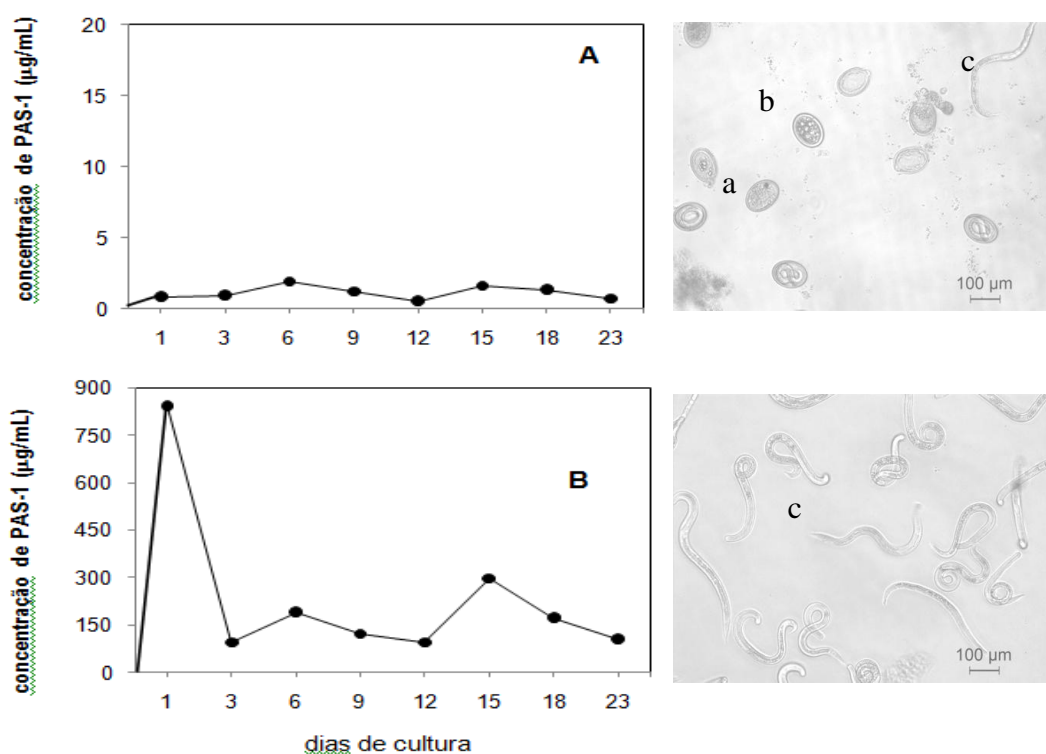 concentração de PAS-1 (µg/mL)
20
15
10
5
0
A
1 3 6 9 12 15 18 23
c
b
a
100 µm
concentração de PAS-1 (µg/mL)
900
750
600
450
300
150
0
B
1 3 6 9 12 15 18 23
dias de cultura
c
100 µm